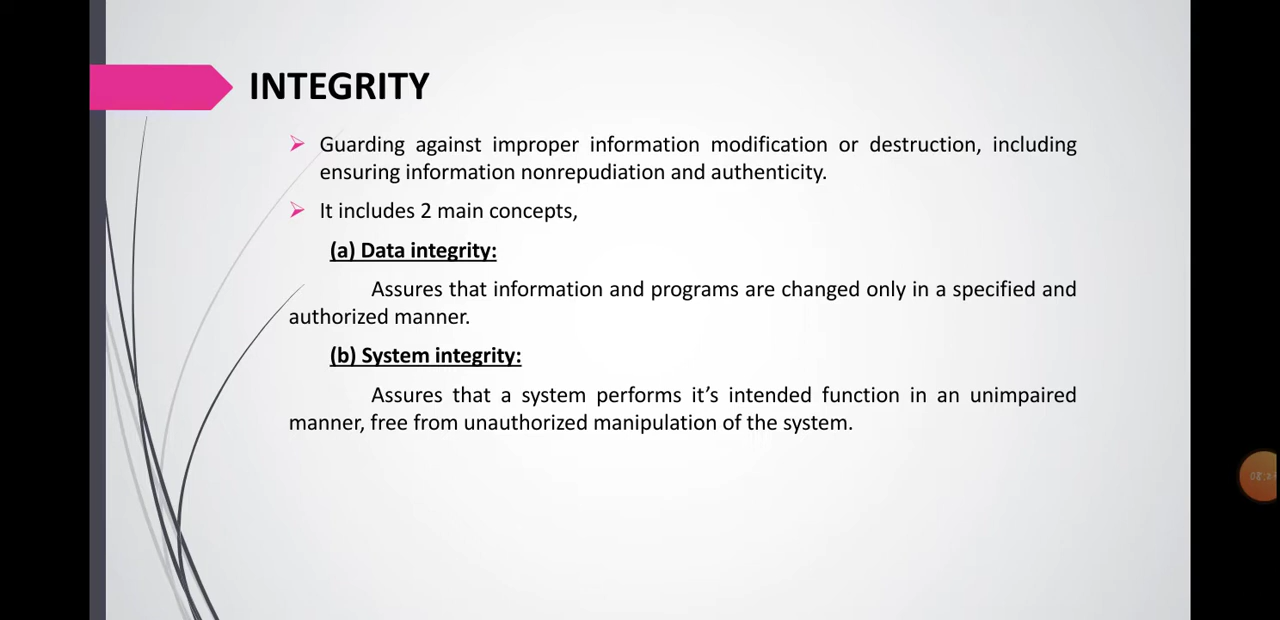 INTEGRITY
Guarding against improper information modification or destruction, including
ensuring information nonrepudiation and authenticity.
It includes 2 main concepts,
(a) Data integrity:
Assures that information and programs are changed only in a specified and
authorized manner.
(b) System integrity:
Assures that a system performs it's intended function in an unimpaired
manner, free from unauthorized manipulation of the system.